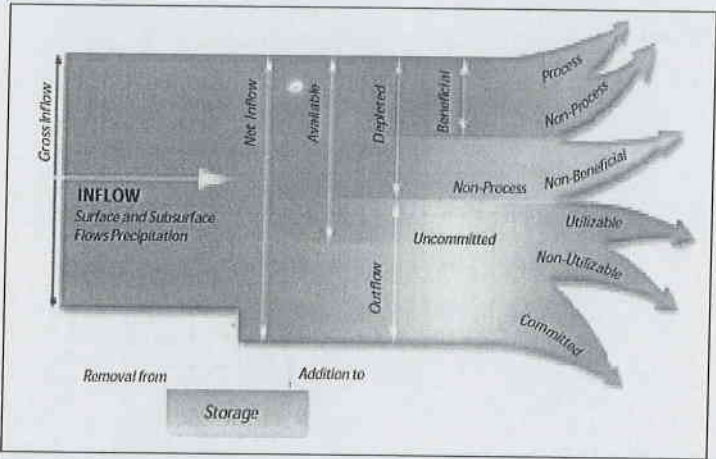 Gross Inflow
INFLOW
Surface and Subsurface
Flows Precipitation
Net Inflow
Available
Depleted
Beneficial
Process
Non-Process
Non-Process
Non-Beneficial
Uncommitted
Utilizable
Non-Utilizable
Outflow
Committed
Removal from
Addition to
Storage